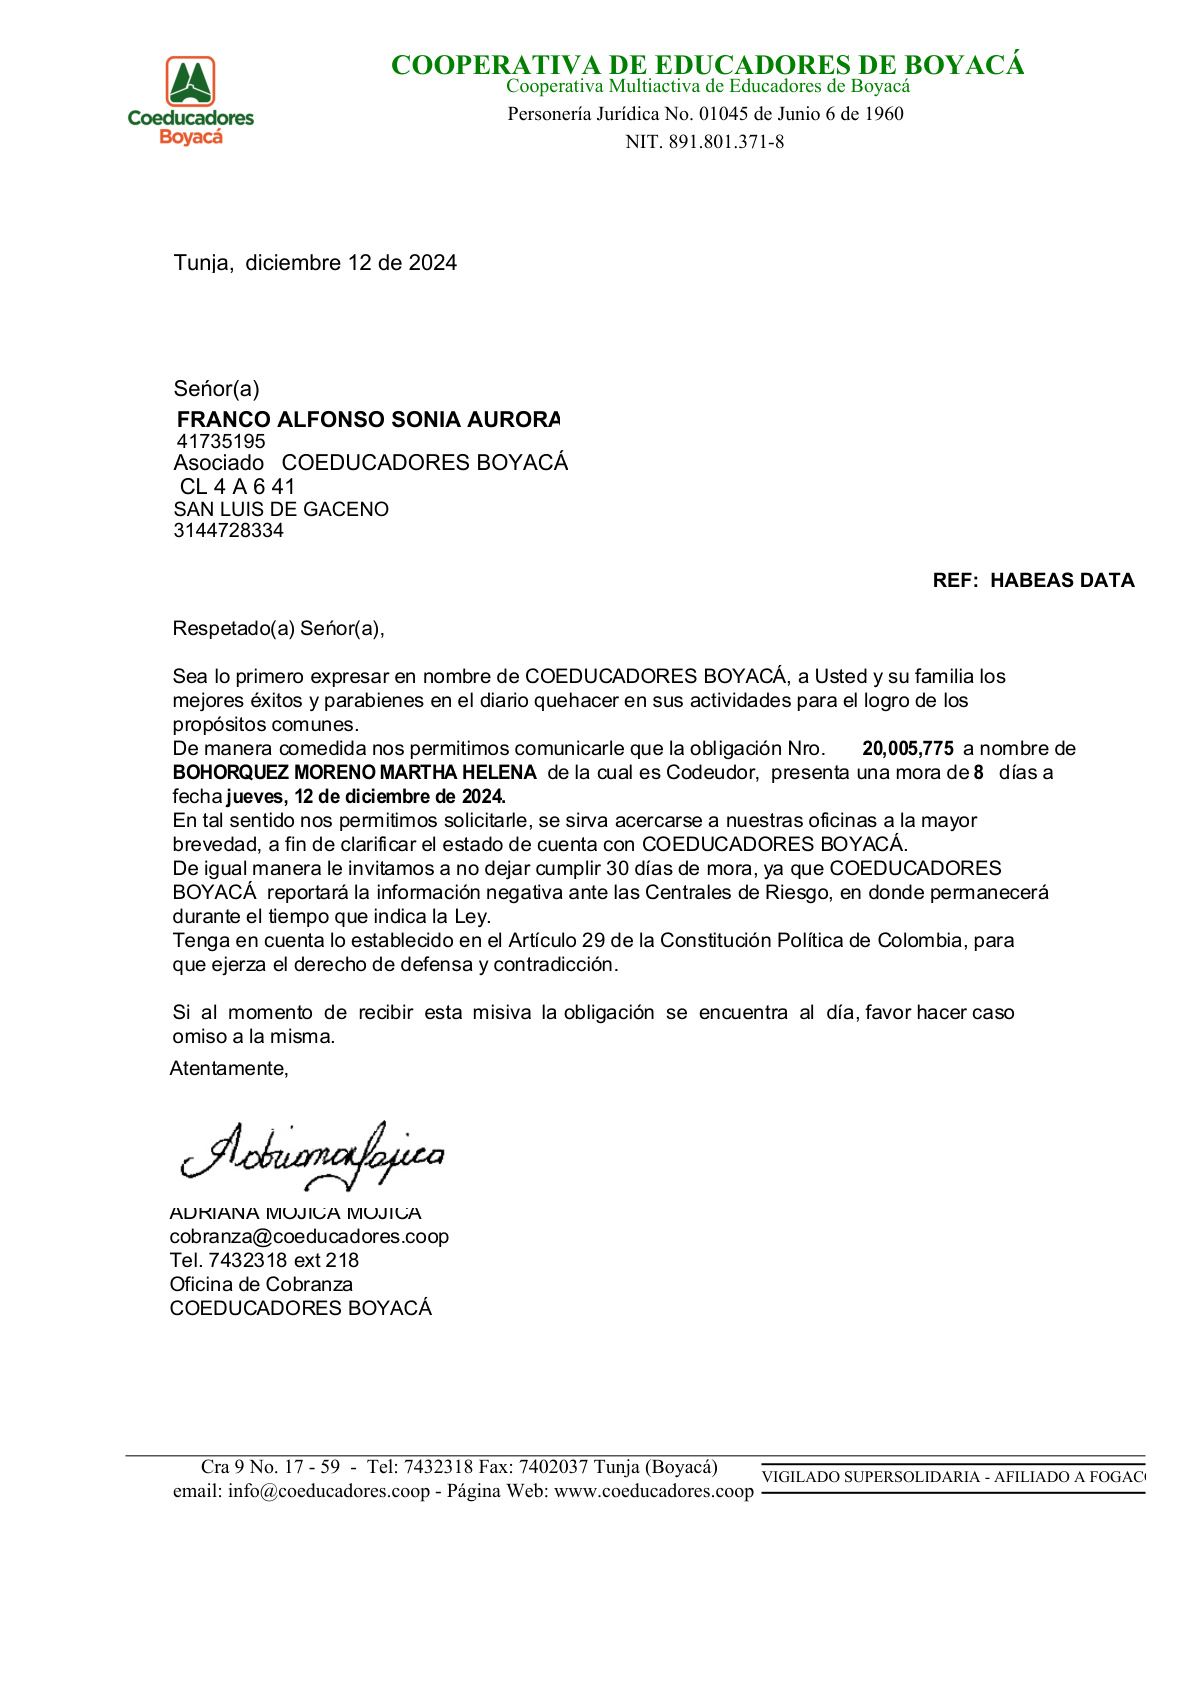 COOPERATIVA DE EDUCADORES DE BOYACÁ
Cooperativa Multiactiva de Educadores de Boyacá
Personería Jurídica No. 01045 de Junio 6 de 1960
NIT. 891.801.371-8
Coeducadores
Boyacá
Tunja, diciembre 12 de 2024
Seńor(a)
FRANCO ALFONSO SONIA AURORA
41735195
Asociado COEDUCADORES BOYACÁ
CL 4 A 6 41
SAN LUIS DE GACENO
3144728334
REF: HABEAS DATA
Respetado(a) Seńor(a),
Sea lo primero expresar en nombre de COEDUCADORES BOYACÁ, a Usted y su familia los
mejores éxitos y parabienes en el diario quehacer en sus actividades para el logro de los
propósitos comunes.
De manera comedida nos permitimos comunicarle que la obligación Nro. 20,005,775 a nombre de
BOHORQUEZ MORENO MARTHA HELENA de la cual es Codeudor, presenta una mora de 8 días a
fecha jueves, 12 de diciembre de 2024.
En tal sentido nos permitimos solicitarle, se sirva acercarse a nuestras oficinas a la mayor
brevedad, a fin de clarificar el estado de cuenta con COEDUCADORES BOYACÁ.
De igual manera le invitamos a no dejar cumplir 30 días de mora, ya que COEDUCADORES
BOYACÁ reportará la información negativa ante las Centrales de Riesgo, en donde permanecerá
durante el tiempo que indica la Ley.
Tenga en cuenta lo establecido en el Artículo 29 de la Constitución Política de Colombia, para
que ejerza el derecho de defensa y contradicción.
Si al momento de recibir esta misiva la obligación se encuentra al día, favor hacer caso
omiso a la misma.
Atentamente,
ADRIANA MOJICA MOJICA
cobranza@coeducadores.coop
Tel. 7432318 ext 218
Oficina de Cobranza
COEDUCADORES BOYACÁ
Cra 9 No. 17 - 59 - Tel: 7432318 Fax: 7402037 Tunja (Boyacá)
email: info@coeducadores.coop - Página Web: www.coeducadores.coop
VIGILADO SUPERSOLIDARIA - AFILIADO A FOGAC